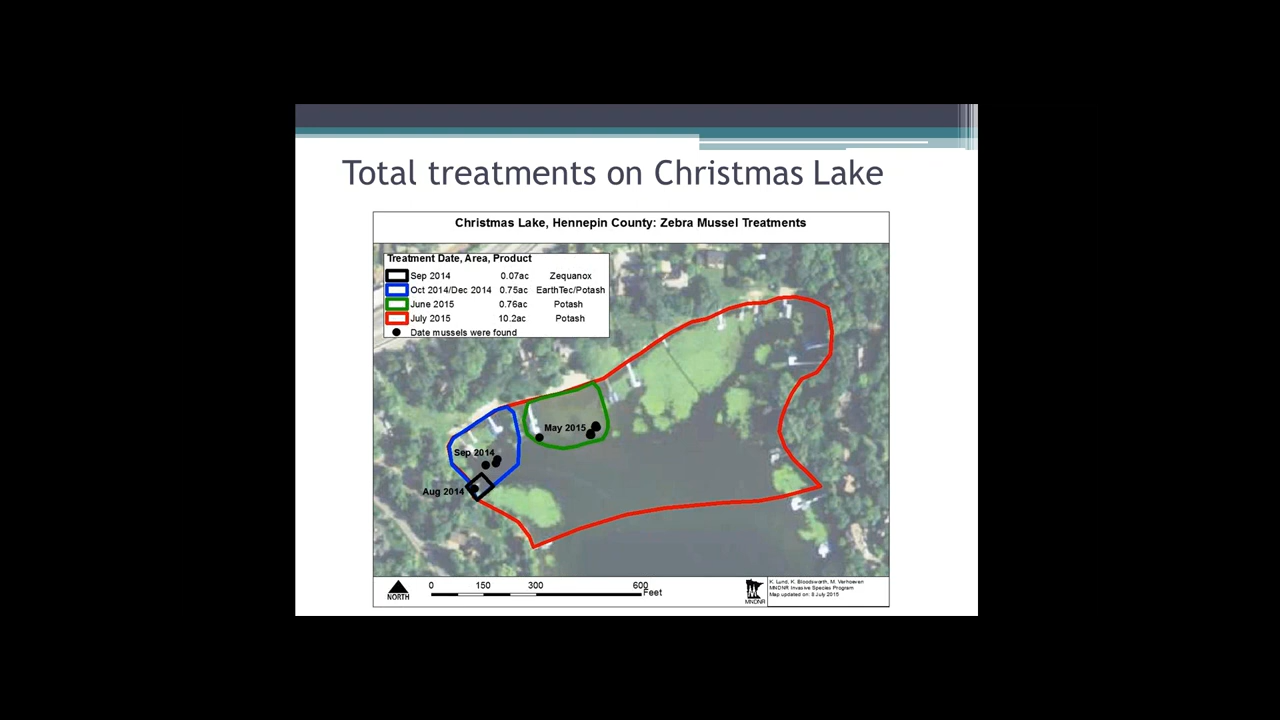 Total treatments on Christmas Lake
Christmas Lake, Hennepin County: Zebra Mussel Treatments
Treatment Date, Area, Product
Sep 2014 0.07ac Zequanox
Oct 2014/Dec 2014 0.75ac EarthTec/Potash
June 2015 0.76ac Potash
July 2015 10.2ac Potash
Date mussels were found
May 2015
Sep 2014
Aug 2014
NORTH
0 150 300 600
Feet
MNDNR
K. Lund, K. Bloodsworth, M. Verhoeven
MNDNR Invasive Species Program
Map updated on: 8 July 2015